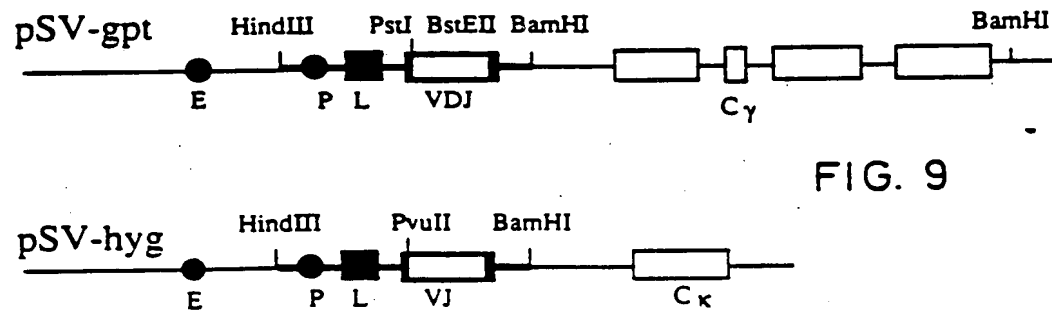 pSV-gpt
HindIII PstI BstEII BamHI BamHI
E P L VDJ Cγ
FIG. 9
pSV-hyg
HindIII PvuII BamHI
E P L VJ Cκ